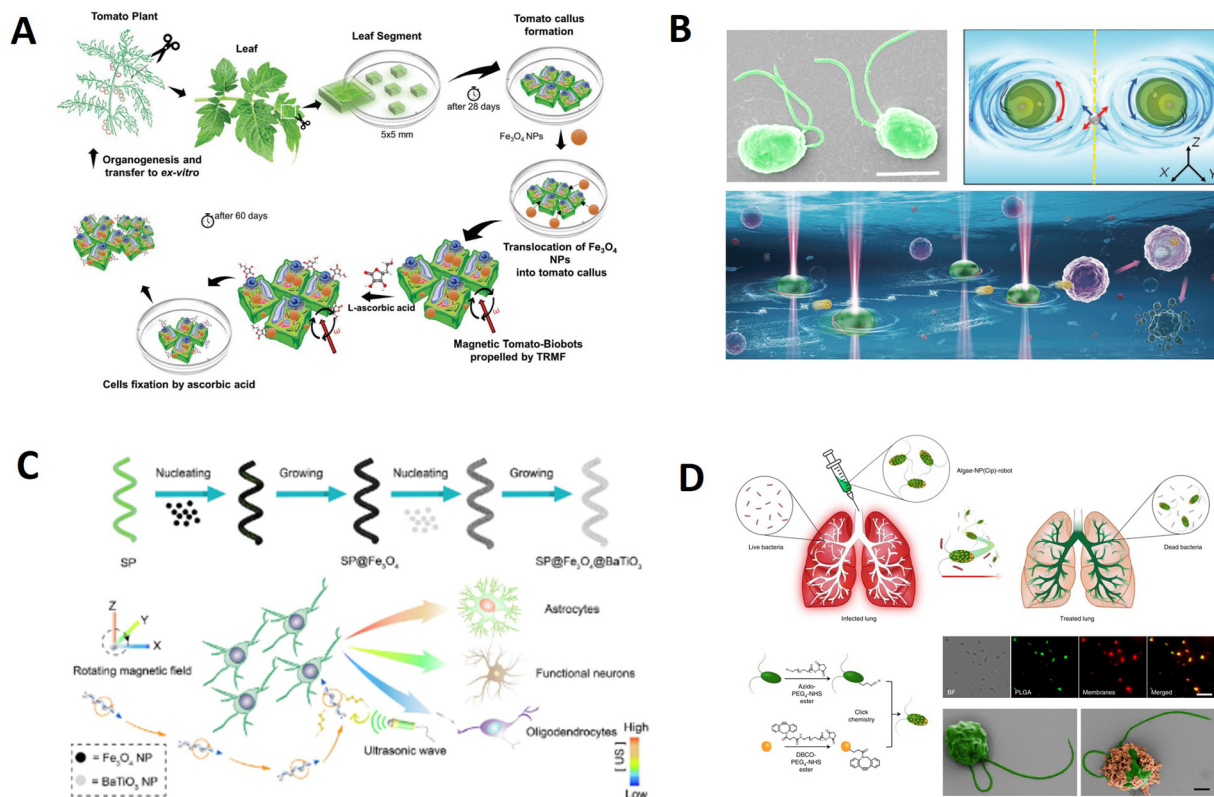 A
Tomato Plant
Leaf
Leaf Segment
5x5 mm
after 28 days
Tomato callus
formation
Fe3O4 NPs
Translocation of Fe3O4
NPs
into tomato callus
Magnetic Tomato-Biobots
propelled by TRMF
ω
L-ascorbic acid
ω
Cells fixation by ascorbic acid
after 60 days
Organogenesis and
transfer to ex-vitro
B
Z
X
Y
C
Nucleating
Growing
Nucleating
Growing
SP
SP@Fe3O4
SP@Fe3O4@BaTiO3
Z
Y
X
Rotating magnetic field
= Fe3O4 NP
= BaTiO3 NP
Ultrasonic wave
Astrocytes
Functional neurons
Oligodendrocytes
High
[ US ]
Low
D
Algae-NP(Cip)-robot
Live bacteria
Dead bacteria
Infected lung
Treated lung
Azido-
PEG4-NHS
ester
Click
chemistry
DBCO-
PEG4-NHS
ester
BF
PLGA
Membranes
Merged